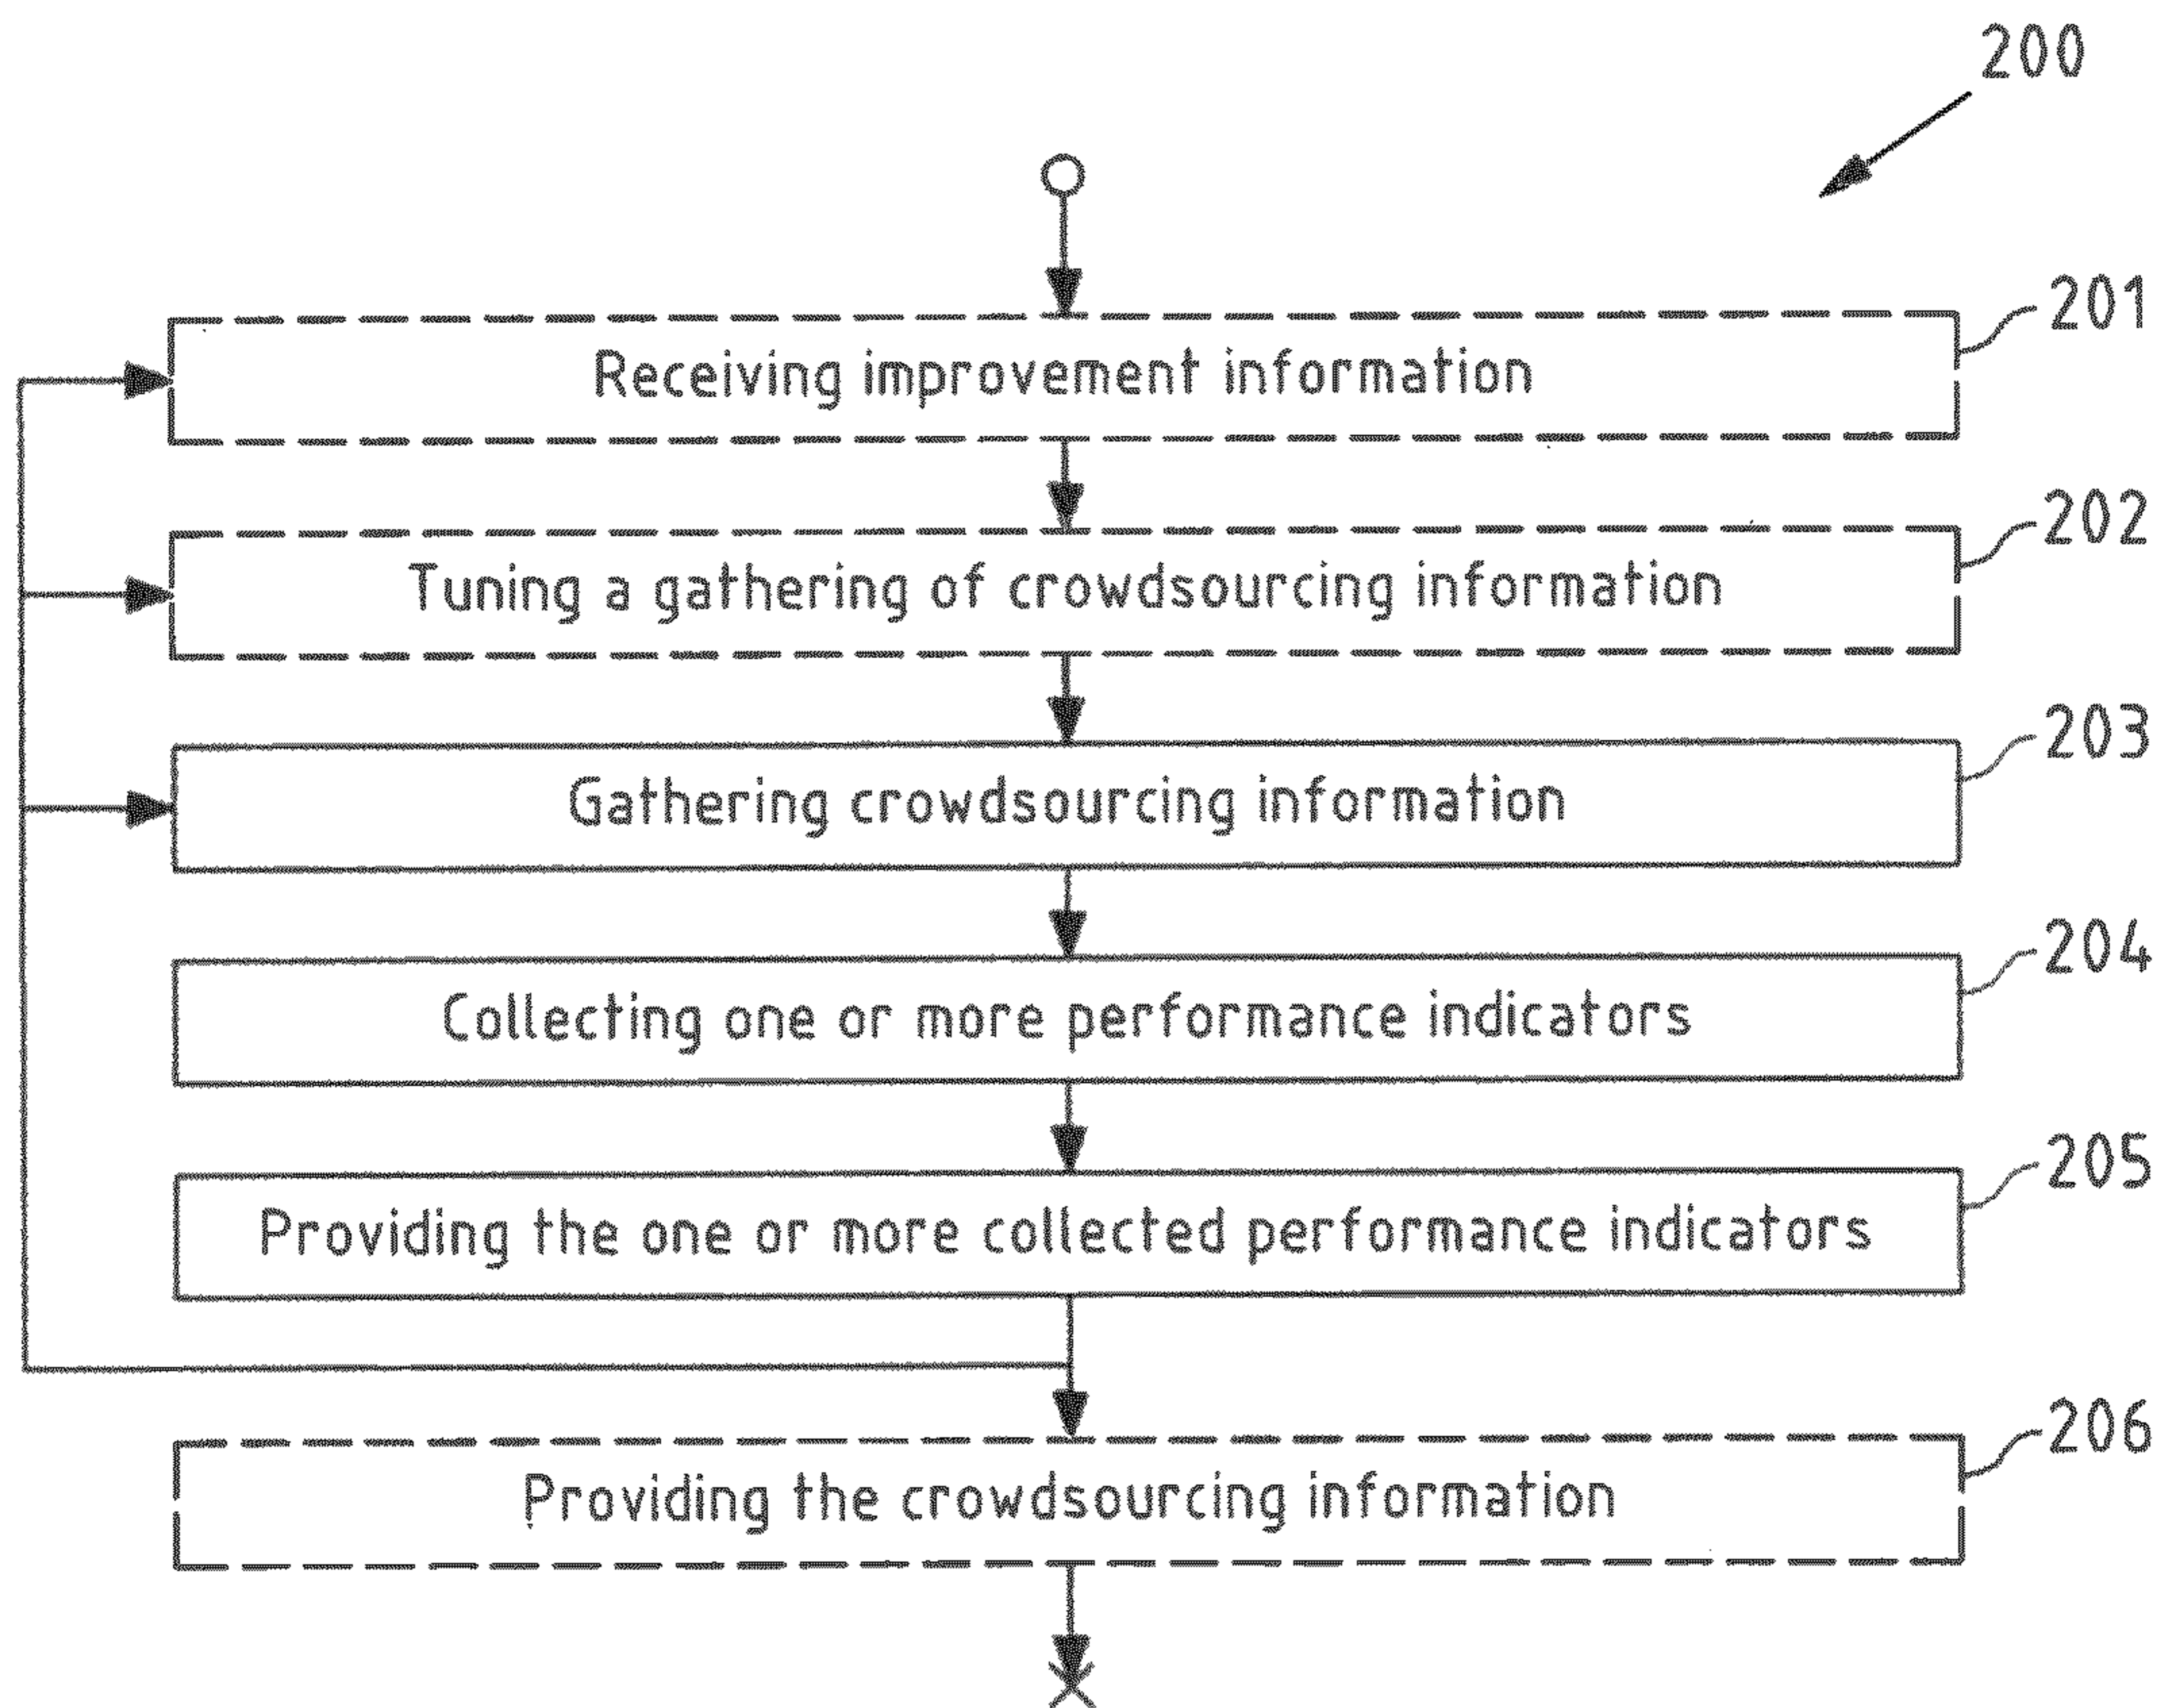 200
201
Receiving improvement information
202
Tuning a gathering of crowdsourcing information
203
Gathering crowdsourcing information
204
Collecting one or more performance indicators
205
Providing the one or more collected performance indicators
206
Providing the crowdsourcing information